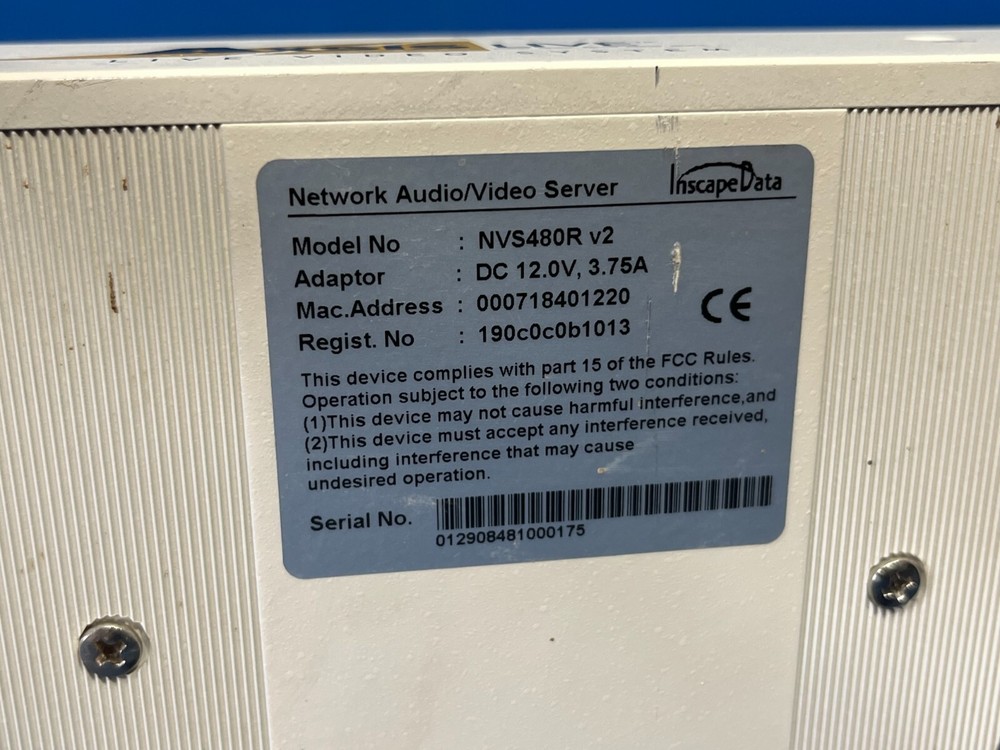 LIVE VIDEO SYSTEM
Network Audio/Video Server
InscapeData
Model No : NVS480R v2
Adaptor : DC 12.0V, 3.75A
Mac.Address : 000718401220
Regist. No : 190c0c0b1013
CE
This device complies with part 15 of the FCC Rules.
Operation subject to the following two conditions:
(1)This device may not cause harmful interference,and
(2)This device must accept any interference received,
including interference that may cause
undesired operation.
Serial No.
012908481000175